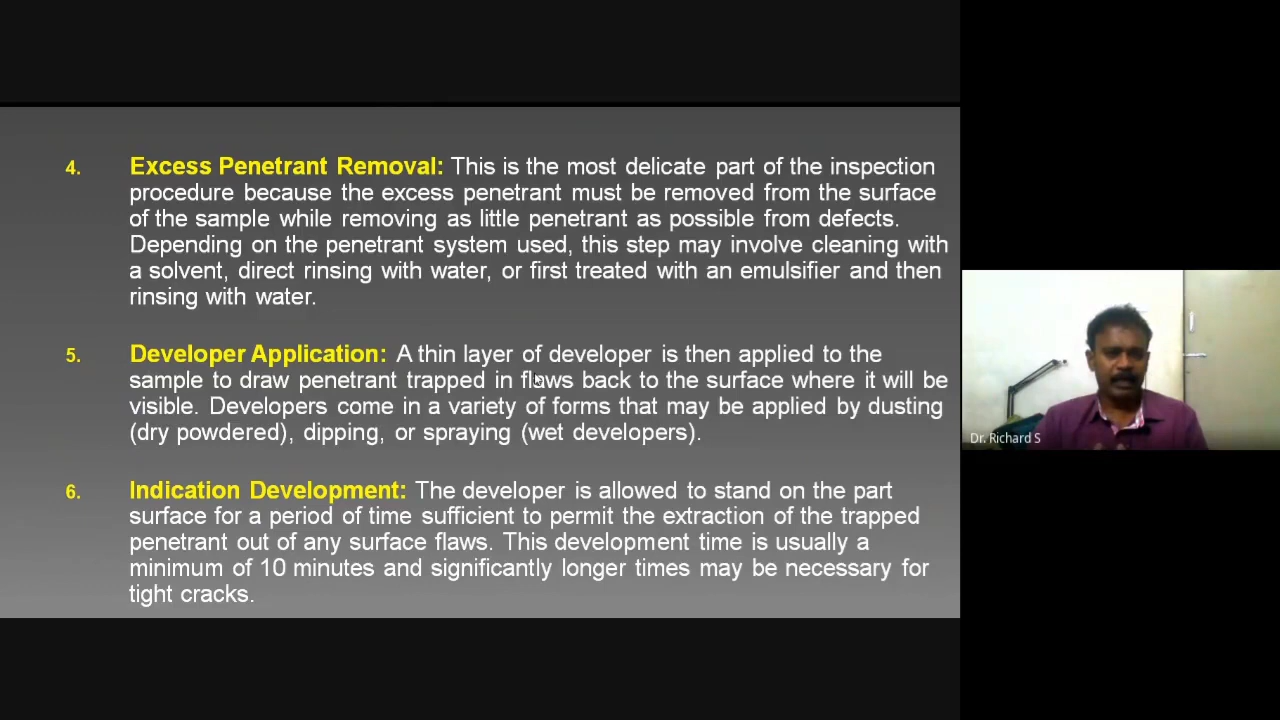 4. Excess Penetrant Removal: This is the most delicate part of the inspection
procedure because the excess penetrant must be removed from the surface
of the sample while removing as little penetrant as possible from defects.
Depending on the penetrant system used, this step may involve cleaning with
a solvent, direct rinsing with water, or first treated with an emulsifier and then
rinsing with water.
5. Developer Application: A thin layer of developer is then applied to the
sample to draw penetrant trapped in flaws back to the surface where it will be
visible. Developers come in a variety of forms that may be applied by dusting
(dry powdered), dipping, or spraying (wet developers).
6. Indication Development: The developer is allowed to stand on the part
surface for a period of time sufficient to permit the extraction of the trapped
penetrant out of any surface flaws. This development time is usually a
minimum of 10 minutes and significantly longer times may be necessary for
tight cracks.
Dr. Richard S